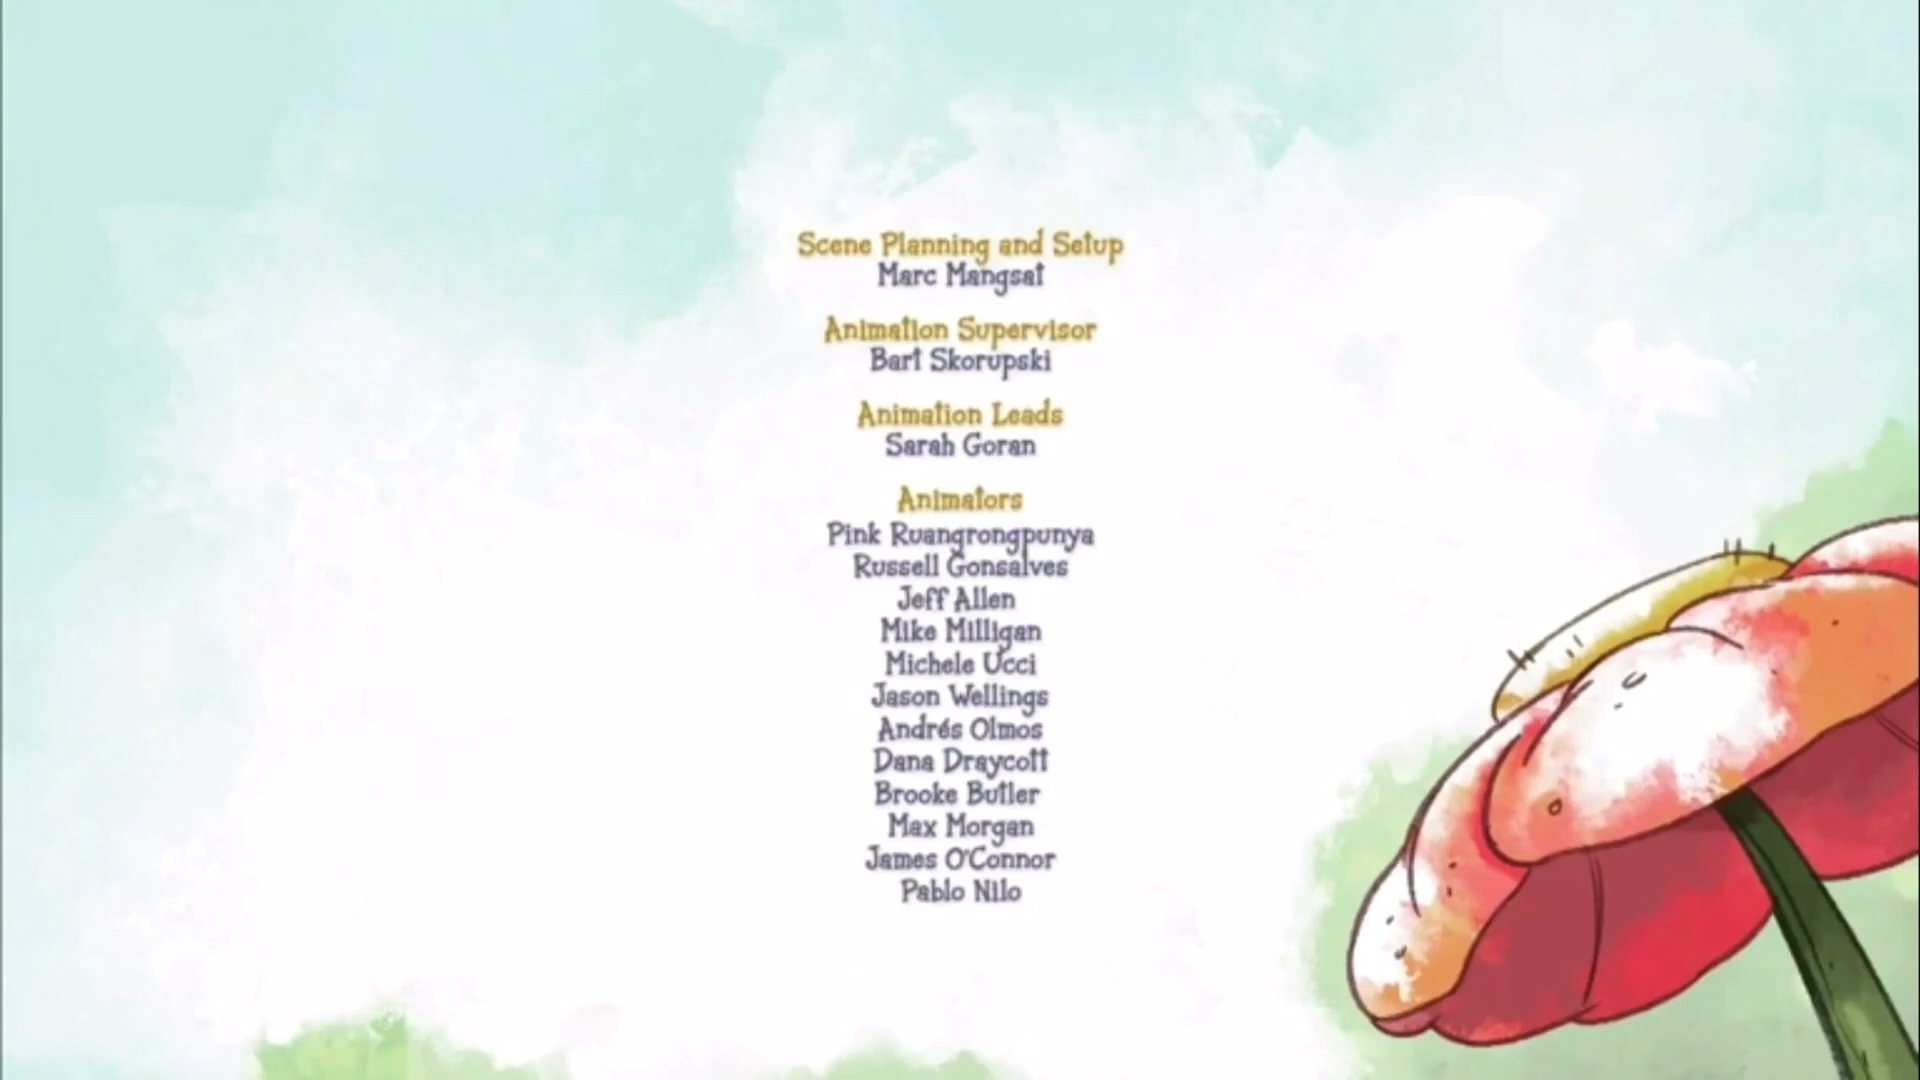 Scene Planning and Setup
Marc Mangsat
Animation Supervisor
Bart Skorupski
Animation Leads
Sarah Goran
Animators
Pink Ruangrongpunya
Russell Gonsalves
Jeff Allen
Mike Milligan
Michele Ucci
Jason Wellings
Andrés Olmos
Dana Draycott
Brooke Butler
Max Morgan
James O'Connor
Pablo Nilo